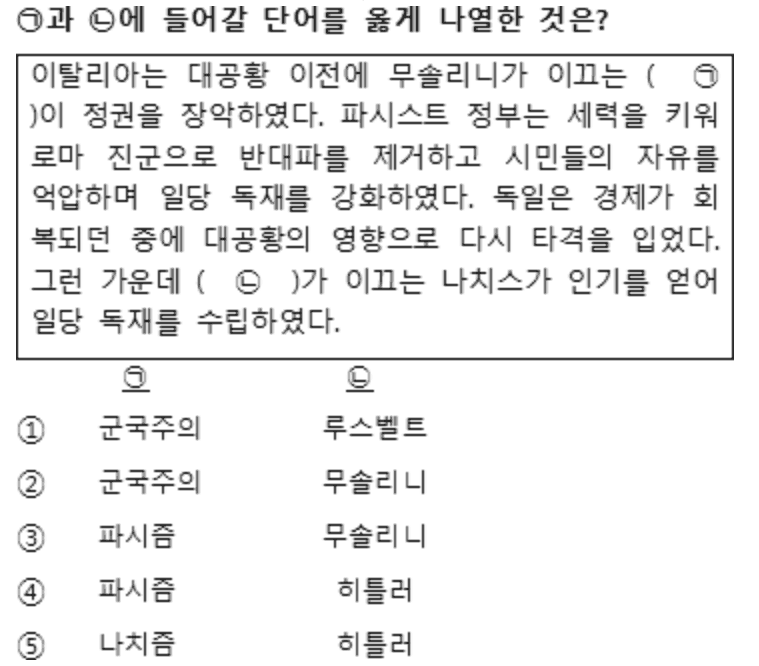 ㉠과 ㉡에 들어갈 단어를 옳게 나열한 것은?
이탈리아는 대공황 이전에 무솔리니가 이끄는 ( ㉠
)이 정권을 장악하였다. 파시스트 정부는 세력을 키워
로마 진군으로 반대파를 제거하고 시민들의 자유를
억압하며 일당 독재를 강화하였다. 독일은 경제가 회
복되던 중에 대공황의 영향으로 다시 타격을 입었다.
그런 가운데 ( ㉡ )가 이끄는 나치스가 인기를 얻어
일당 독재를 수립하였다.
㉠ ㉡
① 군국주의 루스벨트
② 군국주의 무솔리니
③ 파시즘 무솔리니
④ 파시즘 히틀러
⑤ 나치즘 히틀러